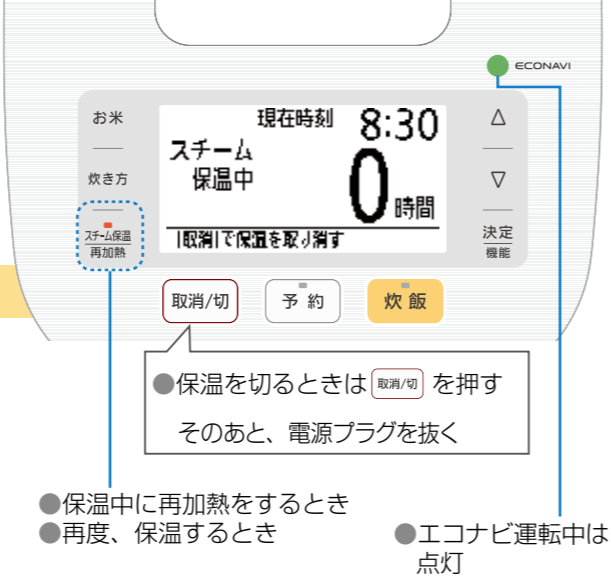 ECONAVI
お米
炊き方
スチーム保温
再加熱
現在時刻 8:30
スチーム
保温中
0時間
「取消」で保温を取り消す
△
▽
決定
機能
取消/切
予約
炊飯
●保温を切るときは 取消/切 を押す
そのあと、電源プラグを抜く
●保温中に再加熱をするとき
●再度、保温するとき
●エコナビ運転中は
点灯